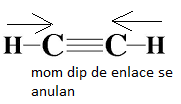 H—C≡C—H
mom dip de enlace se
anulan